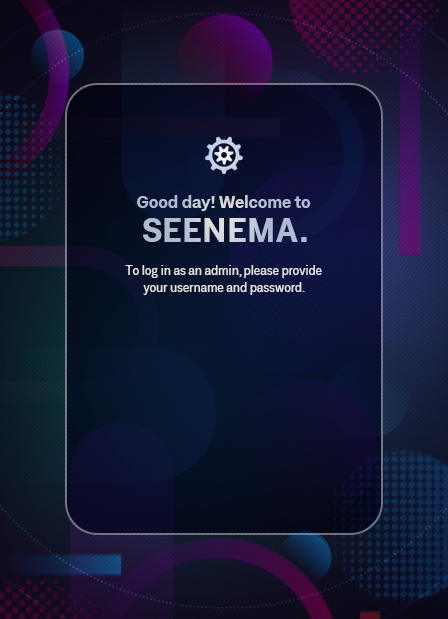 Good day! Welcome to
SEENEMA.
To log in as an admin, please provide
your username and password.